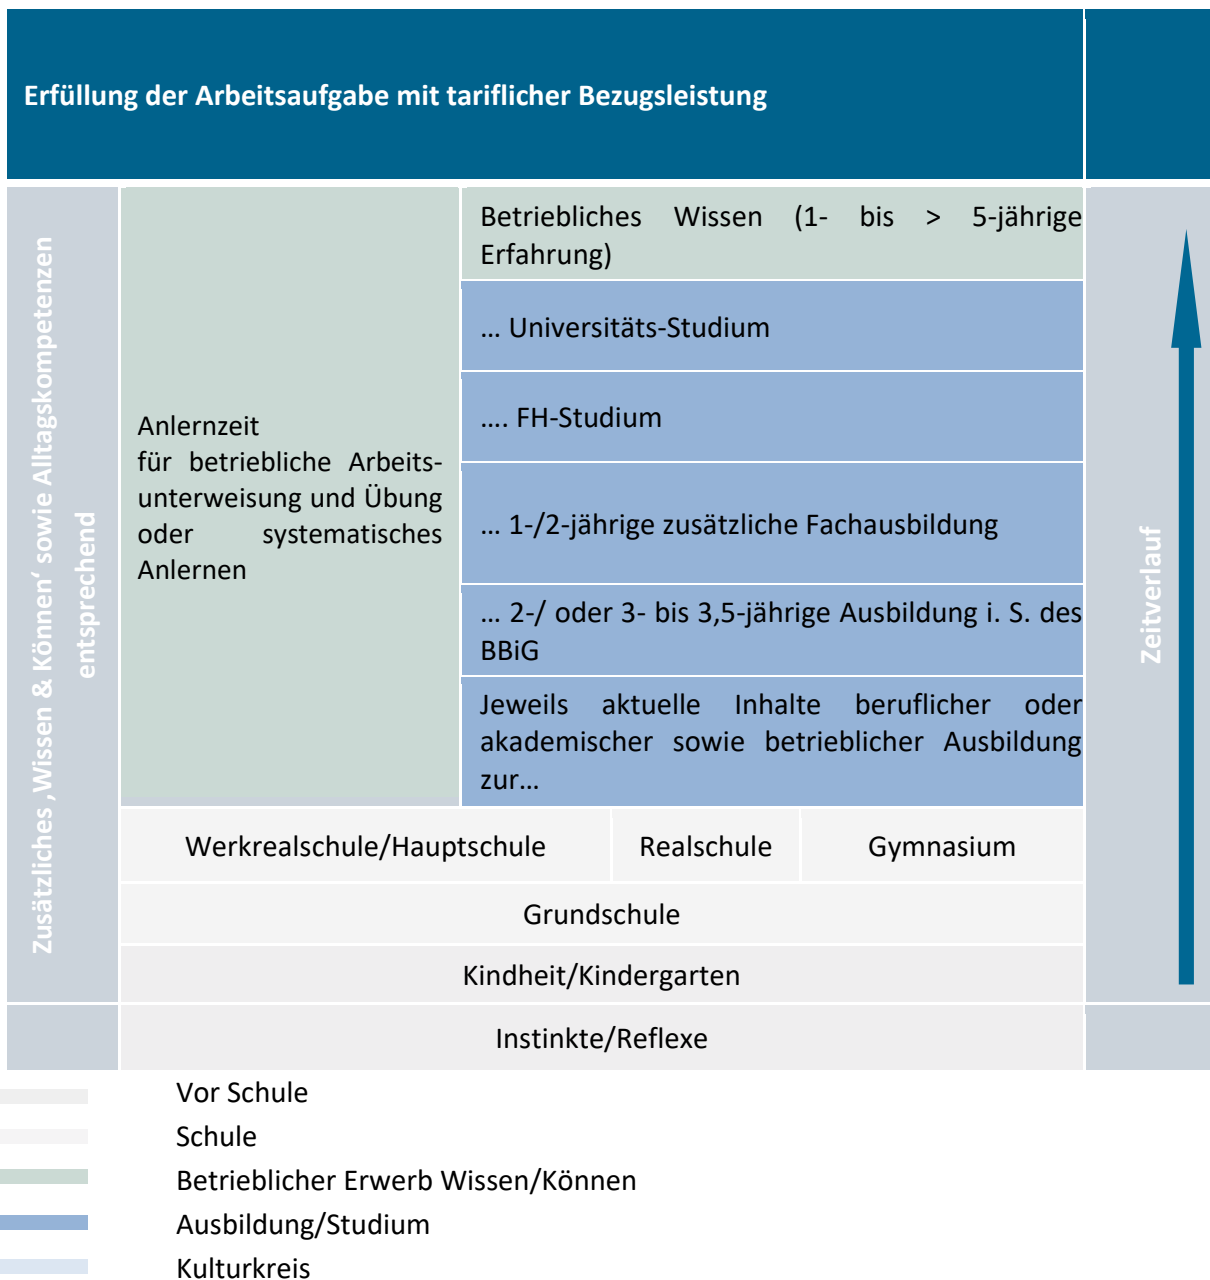 Erfüllung der Arbeitsaufgabe mit tariflicher Bezugsleistung
Zusätzliches ‚Wissen & Können‘ sowie Alltagskompetenzen
entsprechend
Anlernzeit
für betriebliche Arbeits-
unterweisung und Übung
oder systematisches
Anlernen
Betriebliches Wissen (1- bis > 5-jährige
Erfahrung)
... Universitäts-Studium
.... FH-Studium
... 1-/2-jährige zusätzliche Fachausbildung
... 2-/ oder 3- bis 3,5-jährige Ausbildung i. S. des
BBiG
Jeweils aktuelle Inhalte beruflicher oder
akademischer sowie betrieblicher Ausbildung
zur...
Zeitverlauf
Werkrealschule/Hauptschule
Realschule
Gymnasium
Grundschule
Kindheit/Kindergarten
Instinkte/Reflexe
Vor Schule
Schule
Betrieblicher Erwerb Wissen/Können
Ausbildung/Studium
Kulturkreis